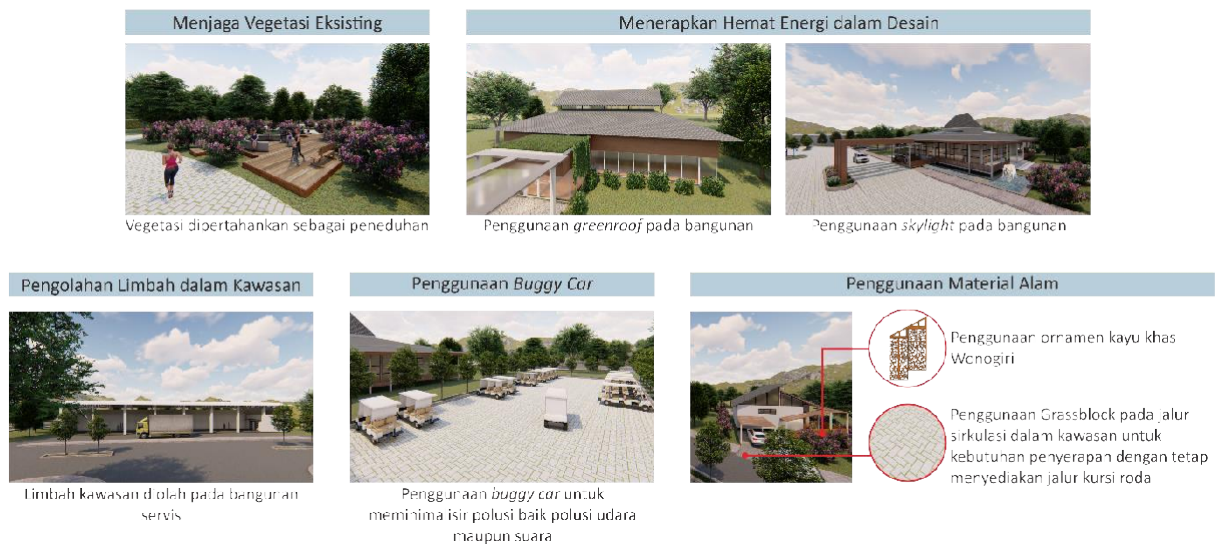 Menjaga Vegetasi Eksisting
Menerapkan Hemat Energi dalam Desain
Vegetasi dipertahankan sebagai peneduhan
Penggunaan greenroof pada bangunan
Penggunaan skylight pada bangunan
Pengolahan Limbah dalam Kawasan
Penggunaan Buggy Car
Penggunaan Material Alam
Limbah kawasan diolah pada bangunan
servis
Penggunaan buggy car untuk
meminimalisir polusi baik polusi udara
maupun suara
Penggunaan ornamen kayu khas
Wonogiri
Penggunaan Grassblock pada jalur
sirkulasi dalam kawasan untuk
kebutuhan penyerapan dengan tetap
menyediakan jalur kursi roda